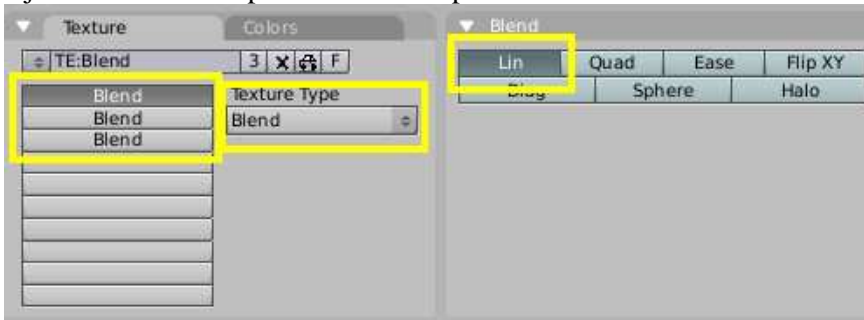 Texture Colors
TE:Blend 3 X F
Blend
Blend
Blend
Texture Type
Blend
Blend
Lin Quad Ease Flip XY
Diag Sphere Halo